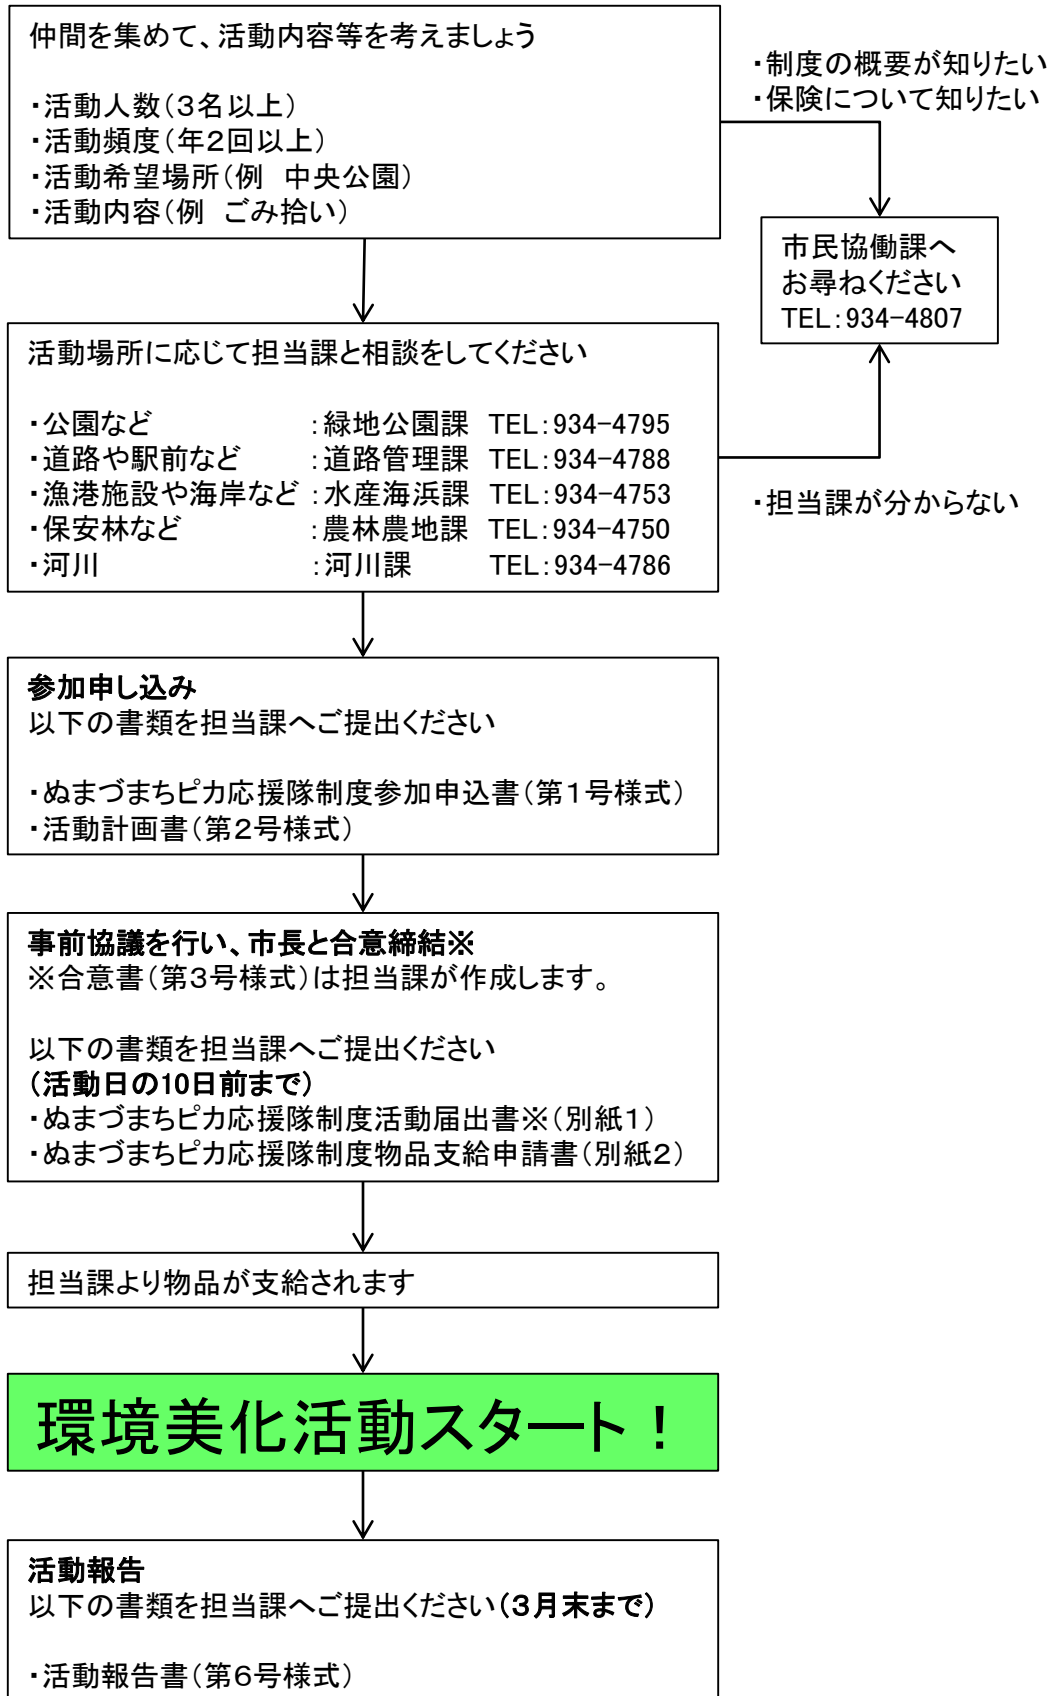 仲間を集めて、活動内容等を考えましょう
・活動人数(3名以上)
・活動頻度(年2回以上)
・活動希望場所(例　中央公園)
・活動内容(例　ごみ拾い)
・制度の概要が知りたい
・保険について知りたい
市民協働課へ
お尋ねください
TEL:934-4807
活動場所に応じて担当課と相談をしてください
・公園など　:緑地公園課　TEL:934-4795
・道路や駅前など　:道路管理課　TEL:934-4788
・漁港施設や海岸など:水産海浜課　TEL:934-4753
・保安林など　:農林農地課　TEL:934-4750
・河川　:河川課　TEL:934-4786
・担当課が分からない
参加申し込み
以下の書類を担当課へご提出ください
・ぬまづまちピカ応援隊制度参加申込書(第1号様式)
・活動計画書(第2号様式)
事前協議を行い、市長と合意締結※
※合意書(第3号様式)は担当課が作成します。
以下の書類を担当課へご提出ください
(活動日の10日前まで)
・ぬまづまちピカ応援隊制度活動届出書※(別紙1)
・ぬまづまちピカ応援隊制度物品支給申請書(別紙2)
担当課より物品が支給されます
環境美化活動スタート！
活動報告
以下の書類を担当課へご提出ください(3月末まで)
・活動報告書(第6号様式)